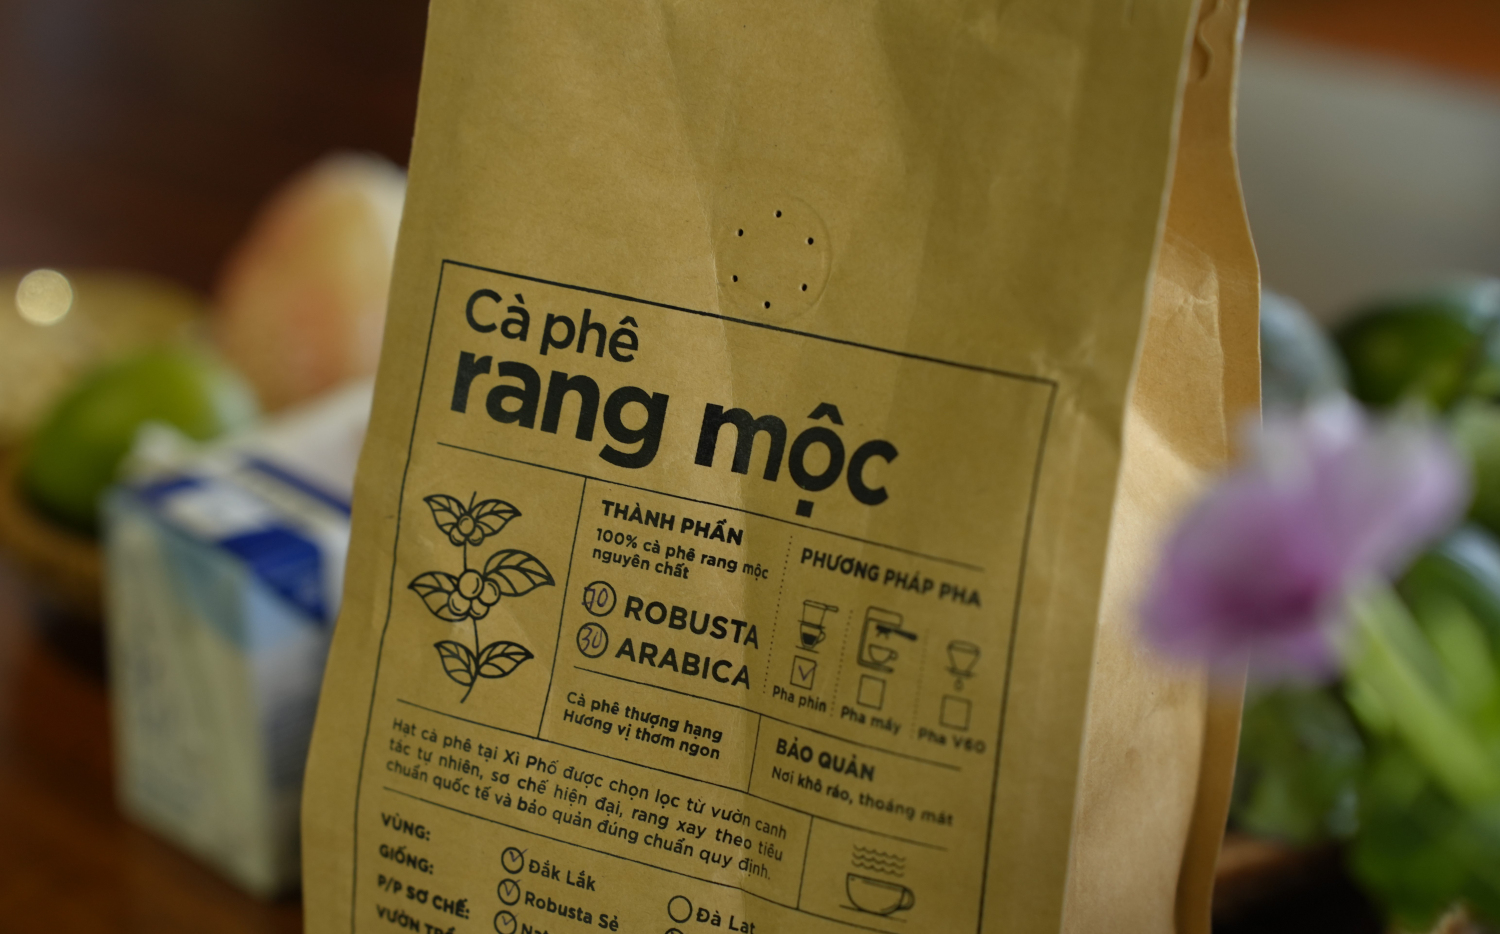 Cà phê
rang mộc
THÀNH PHẦN
100% cà phê rang mộc
nguyên chất
70 ROBUSTA
30 ARABICA
Cà phê thượng hạng
Hương vị thơm ngon
PHƯƠNG PHÁP PHA
Pha phin
Pha máy
Pha V60
BẢO QUẢN
Nơi khô ráo, thoáng mát
Hạt cà phê tại Xì Phố được chọn lọc từ vườn canh
tác tự nhiên, sơ chế hiện đại, rang xay theo tiêu
chuẩn quốc tế và bảo quản đúng chuẩn quy định.
VÙNG:
Đắk Lắk
Đà Lạt
GIỐNG:
Robusta Sẻ
P/P SƠ CHẾ:
VƯỜN